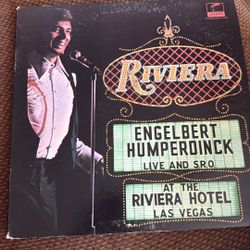 RIVIERA
ENGELBERT
HUMPERDINCK
LIVE AND S.R.O.
AT THE
RIVIERA HOTEL
LAS VEGAS